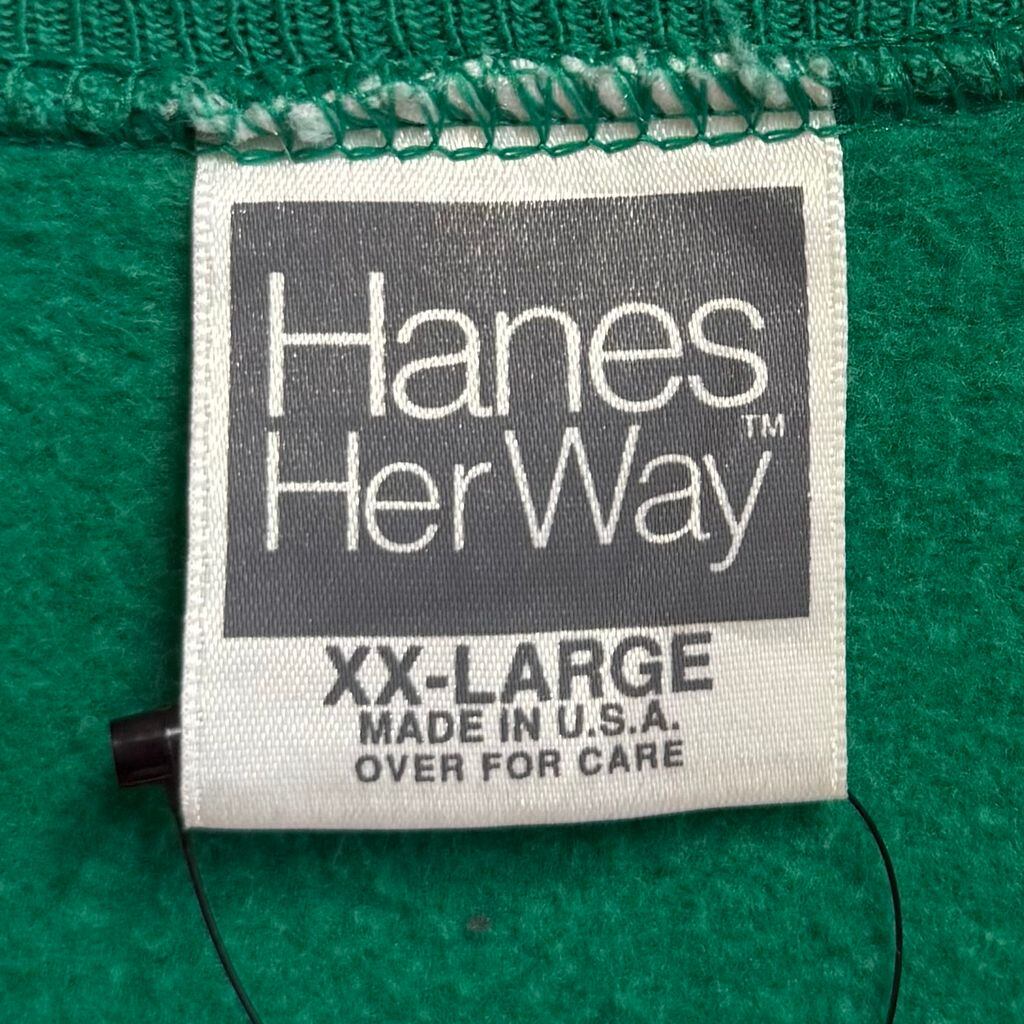 Hanes
Her Way™
XX-LARGE
MADE IN U.S.A.
OVER FOR CARE